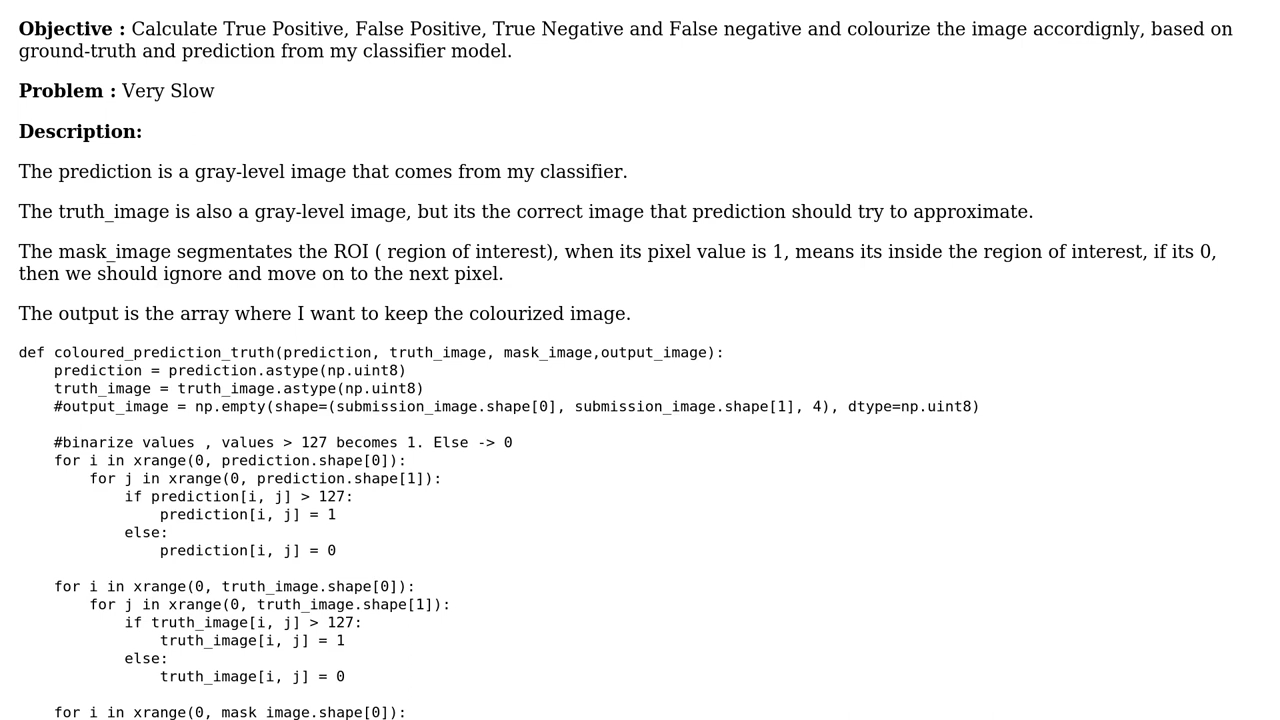 Objective : Calculate True Positive, False Positive, True Negative and False negative and colourize the image accordignly, based on
ground-truth and prediction from my classifier model.
Problem : Very Slow
Description:
The prediction is a gray-level image that comes from my classifier.
The truth_image is also a gray-level image, but its the correct image that prediction should try to approximate.
The mask_image segmentates the ROI ( region of interest), when its pixel value is 1, means its inside the region of interest, if its 0,
then we should ignore and move on to the next pixel.
The output is the array where I want to keep the colourized image.
def coloured_prediction_truth(prediction, truth_image, mask_image,output_image):
    prediction = prediction.astype(np.uint8)
    truth_image = truth_image.astype(np.uint8)
    #output_image = np.empty(shape=(submission_image.shape[0], submission_image.shape[1], 4), dtype=np.uint8)
    #binarize values , values > 127 becomes 1. Else -> 0
    for i in xrange(0, prediction.shape[0]):
        for j in xrange(0, prediction.shape[1]):
            if prediction[i, j] > 127:
                prediction[i, j] = 1
            else:
                prediction[i, j] = 0
    for i in xrange(0, truth_image.shape[0]):
        for j in xrange(0, truth_image.shape[1]):
            if truth_image[i, j] > 127:
                truth_image[i, j] = 1
            else:
                truth_image[i, j] = 0
    for i in xrange(0, mask_image.shape[0]):